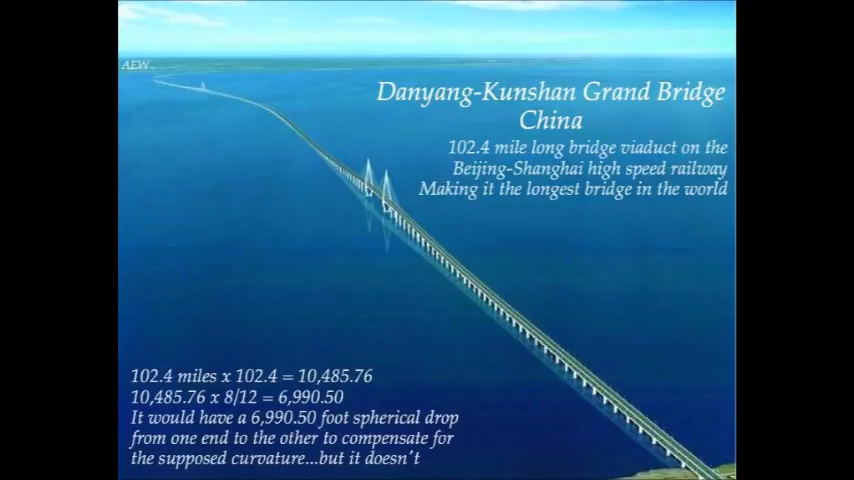 AEW
Danyang-Kunshan Grand Bridge
China
102.4 mile long bridge viaduct on the
Beijing-Shanghai high speed railway
Making it the longest bridge in the world
102.4 miles x 102.4 = 10,485.76
10,485.76 x 8/12 = 6,990.50
It would have a 6,990.50 foot spherical drop
from one end to the other to compensate for
the supposed curvature...but it doesn't